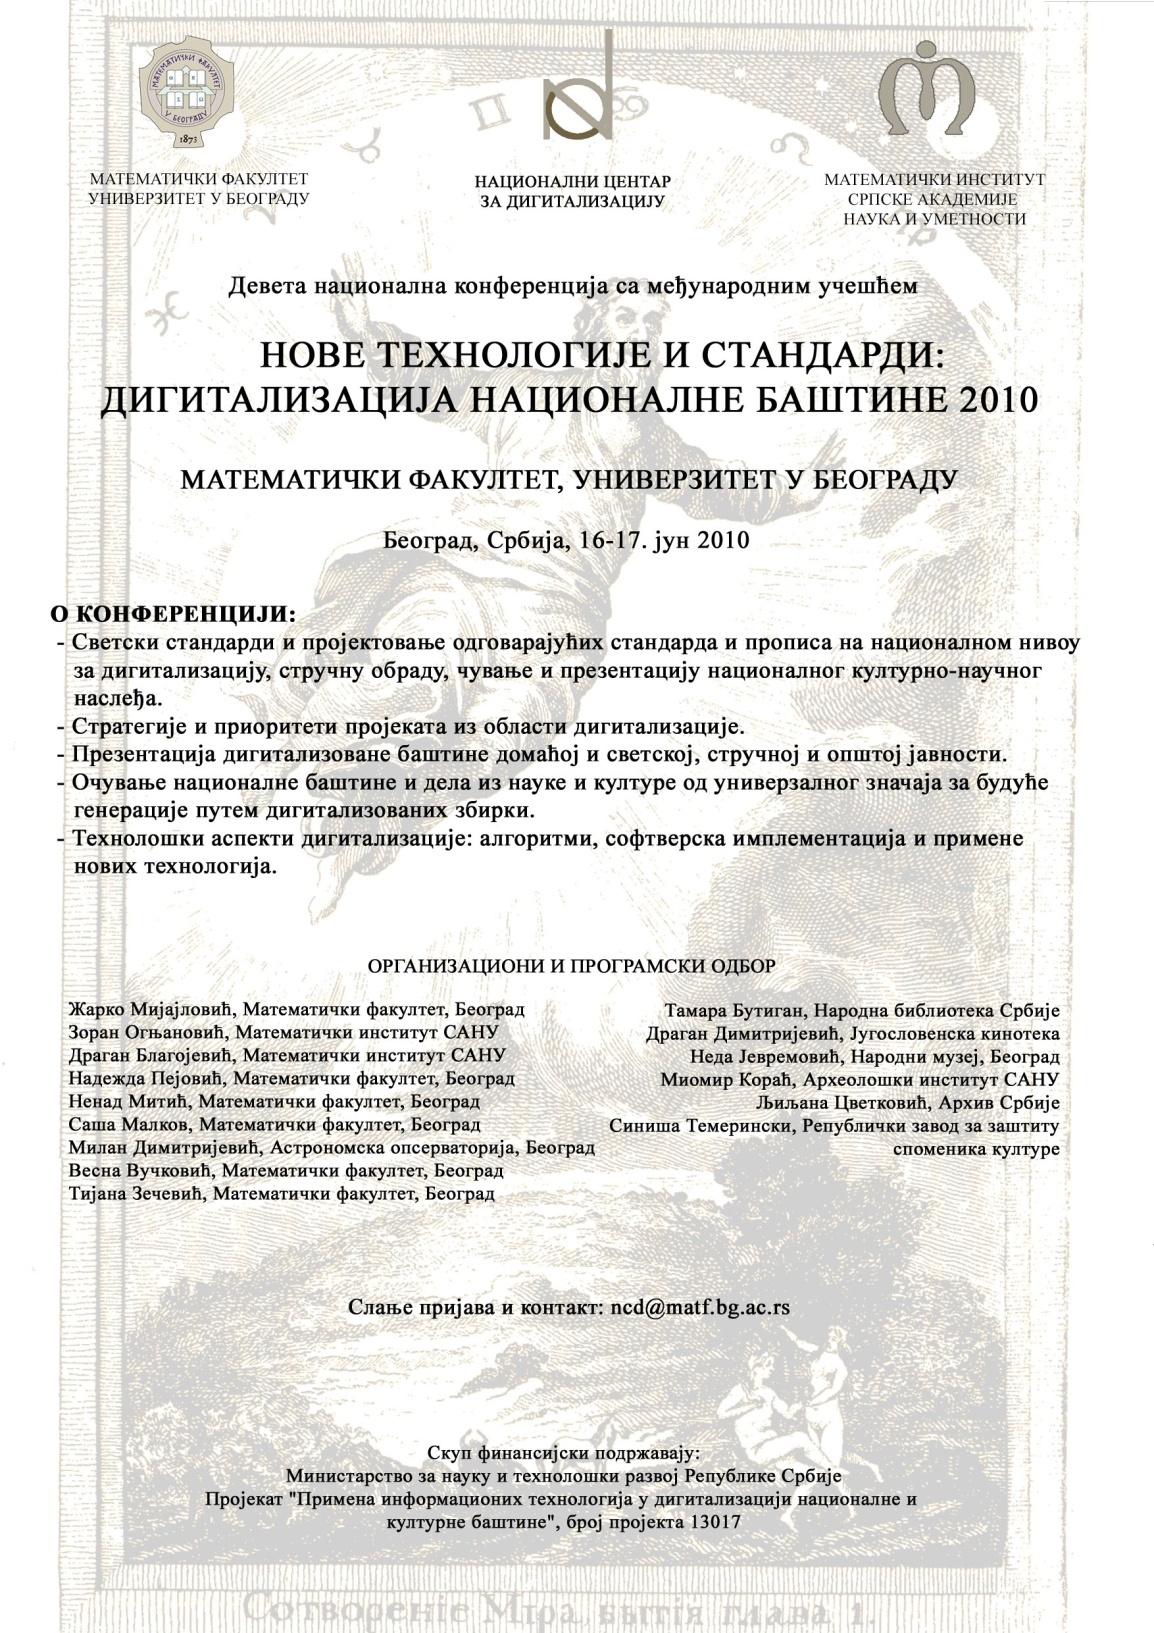 МАТЕМАТИЧКИ ФАКУЛТЕТ
У БЕОГРАДУ
1873
МАТЕМАТИЧКИ ФАКУЛТЕТ
УНИВЕРЗИТЕТ У БЕОГРАДУ
НАЦИОНАЛНИ ЦЕНТАР
ЗА ДИГИТАЛИЗАЦИЈУ
МАТЕМАТИЧКИ ИНСТИТУТ
СРПСКЕ АКАДЕМИЈЕ
НАУКА И УМЕТНОСТИ
Девета национална конференција са међународним учешћем
НОВЕ ТЕХНОЛОГИЈЕ И СТАНДАРДИ:
ДИГИТАЛИЗАЦИЈА НАЦИОНАЛНЕ БАШТИНЕ 2010
МАТЕМАТИЧКИ ФАКУЛТЕТ, УНИВЕРЗИТЕТ У БЕОГРАДУ
Београд, Србија, 16-17. јун 2010
О КОНФЕРЕНЦИЈИ:
- Светски стандарди и пројектовање одговарајућих стандарда и прописа на националном нивоу
за дигитализацију, стручну обраду, чување и презентацију националног културно-научног
наслеђа.
- Стратегије и приоритети пројеката из области дигитализације.
- Презентација дигитализоване баштине домаћој и светској, стручној и општој јавности.
- Очување националне баштине и дела из науке и културе од универзалног значаја за будуће
генерације путем дигитализованих збирки.
- Технолошки аспекти дигитализације: алгоритми, софтверска имплементација и примене
нових технологија.
ОРГАНИЗАЦИОНИ И ПРОГРАМСКИ ОДБОР
Жарко Мијајловић, Математички факултет, Београд
Зоран Огњановић, Математички институт САНУ
Драган Благојевић, Математички институт САНУ
Надежда Пејовић, Математички факултет, Београд
Ненад Митић, Математички факултет, Београд
Саша Малков, Математички факултет, Београд
Милан Димитријевић, Астрономска опсерваторија, Београд
Весна Вучковић, Математички факултет, Београд
Тијана Зечевић, Математички факултет, Београд
Тамара Бутиган, Народна библиотека Србије
Драган Димитријевић, Југословенска кинотека
Неда Јевремовић, Народни музеј, Београд
Миомир Кораћ, Археолошки институт САНУ
Љиљана Цветковић, Архив Србије
Синиша Темерински, Републички завод за заштиту
споменика културе
Слање пријава и контакт: ncd@matf.bg.ac.rs
Скуп финансијски подржавају:
Министарство за науку и технолошки развој Републике Србије
Пројекат "Примена информационих технологија у дигитализацији националне и
културне баштине", број пројекта 13017
Сотворенїе Мїра, бытїя глава 1.